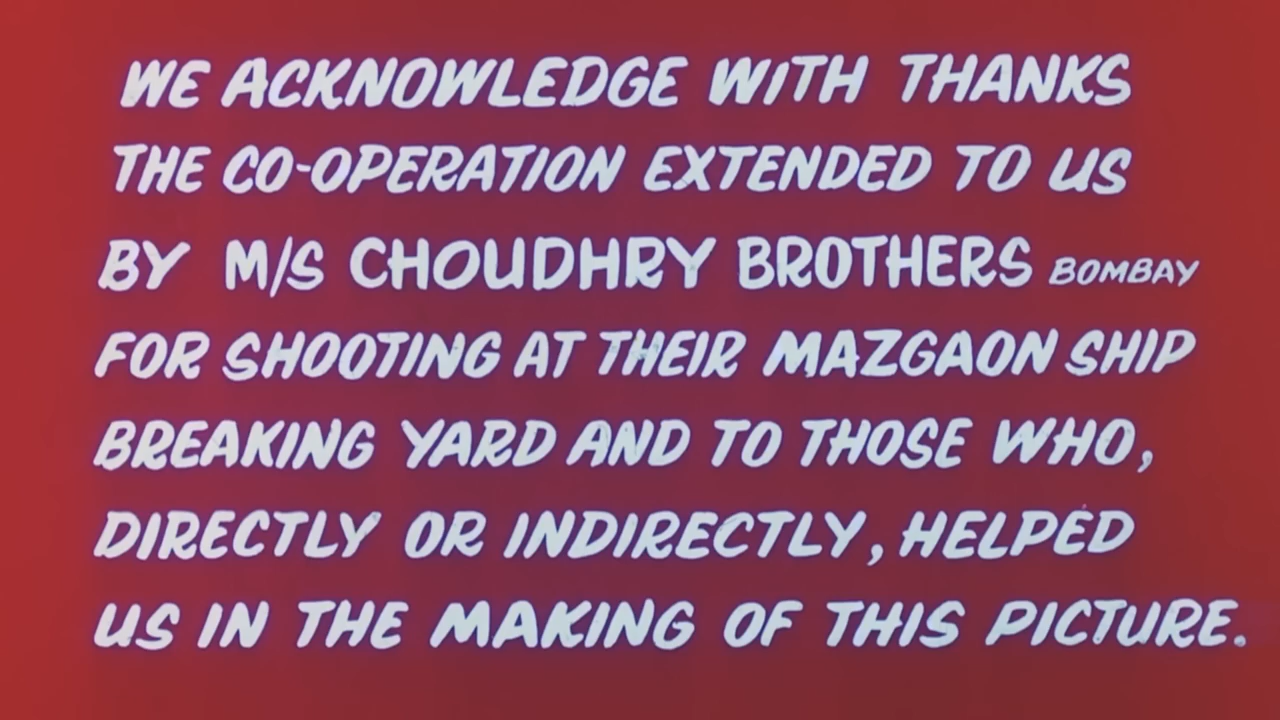 WE ACKNOWLEDGE WITH THANKS
THE CO-OPERATION EXTENDED TO US
BY M/S CHOUDHRY BROTHERS BOMBAY
FOR SHOOTING AT THEIR MAZGAON SHIP
BREAKING YARD AND TO THOSE WHO,
DIRECTLY OR INDIRECTLY, HELPED
US IN THE MAKING OF THIS PICTURE.